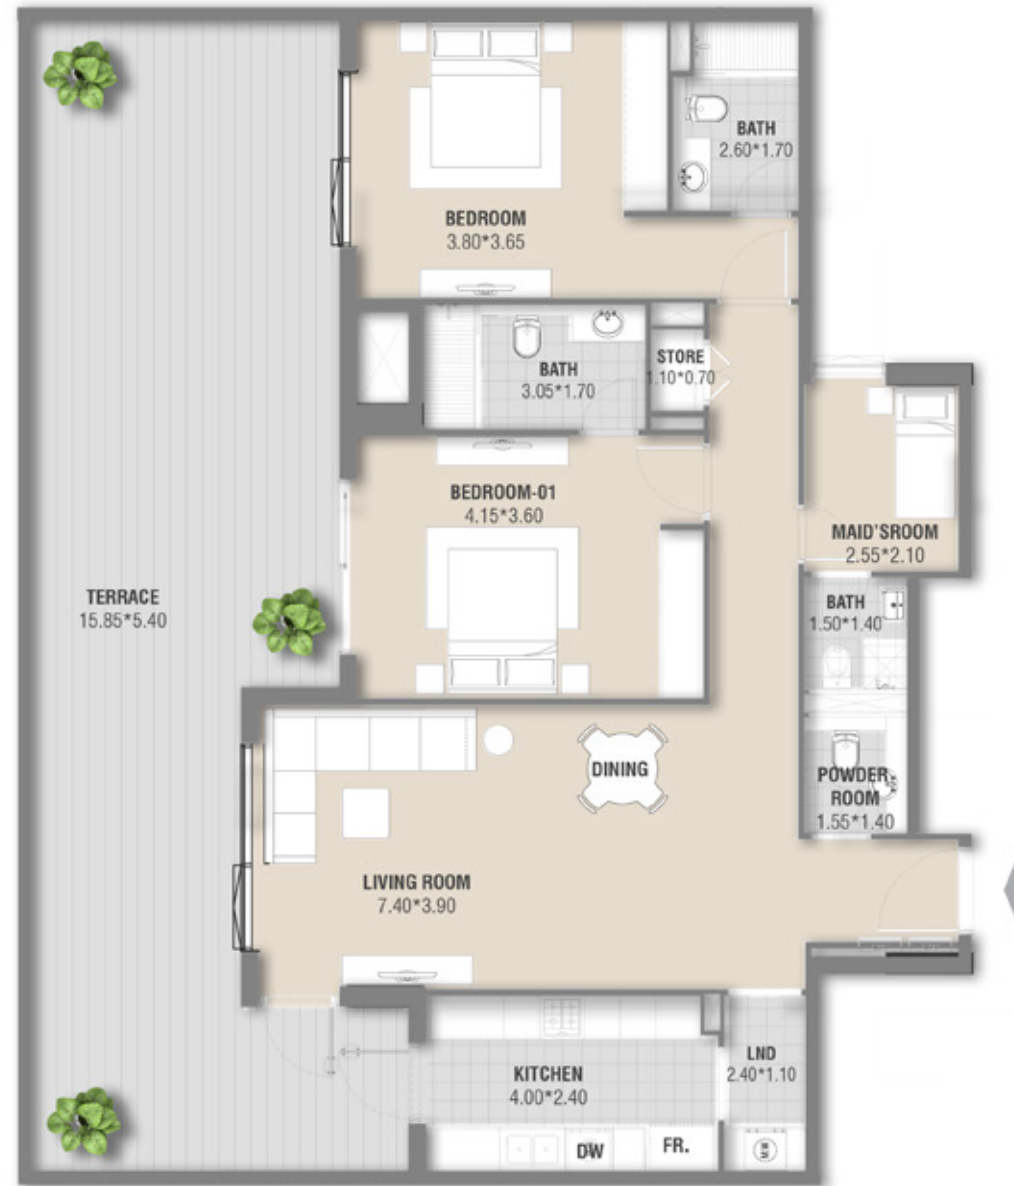 BATH
2.60*1.70
BEDROOM
3.80*3.65
BATH
3.05*1.70
STORE
1.10*0.70
BEDROOM-01
4.15*3.60
MAID'SROOM
2.55*2.10
TERRACE
15.85*5.40
BATH
1.50*1.40
DINING
POWDER
ROOM
1.55*1.40
LIVING ROOM
7.40*3.90
KITCHEN
4.00*2.40
LND
2.40*1.10
DW
FR.